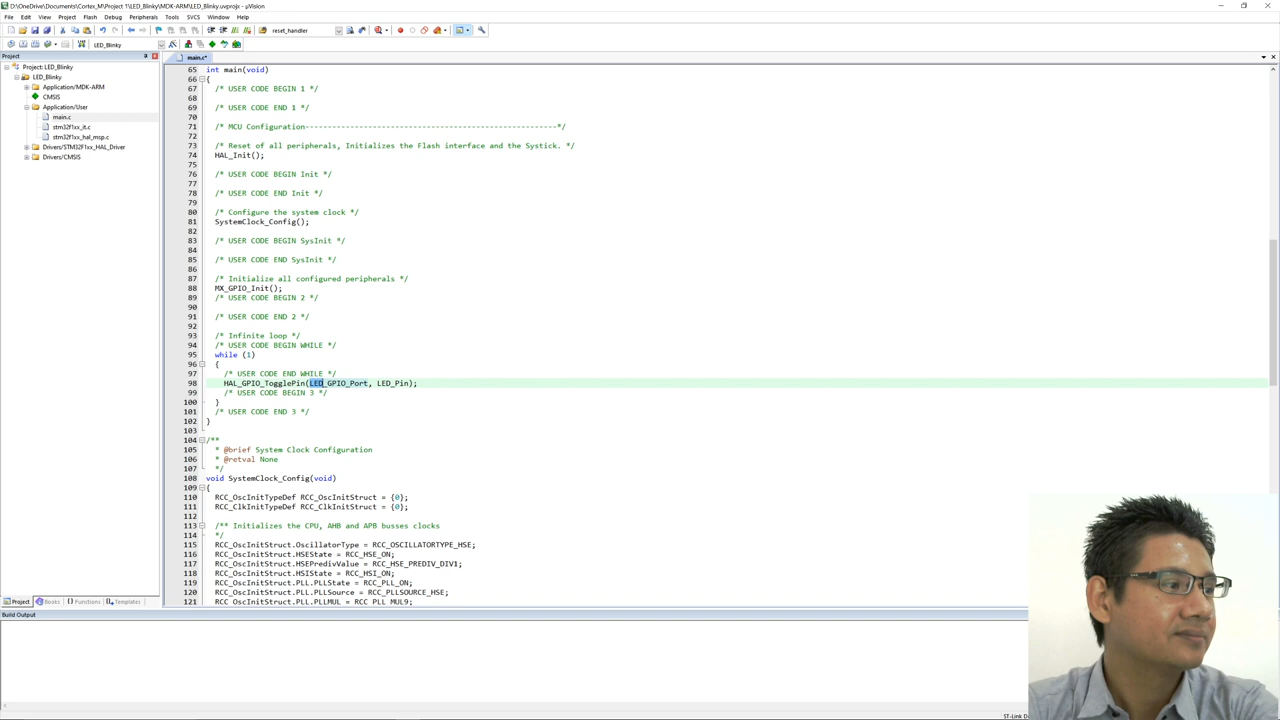 D:\OneDrive\Documents\Cortex_M\Project 1\LED_Blinky\MDK-ARM\LED_Blinky.uvprojx - µVision
File Edit View Project Flash Debug Peripherals Tools SVCS Window Help
reset_handler
LED_Blinky
Project
Project: LED_Blinky
LED_Blinky
Application/MDK-ARM
CMSIS
Application/User
main.c
stm32f1xx_it.c
stm32f1xx_hal_msp.c
Drivers/STM32F1xx_HAL_Driver
Drivers/CMSIS
Project Books Functions Templates
main.c*
65 int main(void)
66 {
67 /* USER CODE BEGIN 1 */
68
69 /* USER CODE END 1 */
70
71 /* MCU Configuration--------------------------------------------------------*/
72
73 /* Reset of all peripherals, Initializes the Flash interface and the Systick. */
74 HAL_Init();
75
76 /* USER CODE BEGIN Init */
77
78 /* USER CODE END Init */
79
80 /* Configure the system clock */
81 SystemClock_Config();
82
83 /* USER CODE BEGIN SysInit */
84
85 /* USER CODE END SysInit */
86
87 /* Initialize all configured peripherals */
88 MX_GPIO_Init();
89 /* USER CODE BEGIN 2 */
90
91 /* USER CODE END 2 */
92
93 /* Infinite loop */
94 /* USER CODE BEGIN WHILE */
95 while (1)
96 {
97 /* USER CODE END WHILE */
98 HAL_GPIO_TogglePin(LED_GPIO_Port, LED_Pin);
99 /* USER CODE BEGIN 3 */
100 }
101 /* USER CODE END 3 */
102 }
103
104 /**
105 * @brief System Clock Configuration
106 * @retval None
107 */
108 void SystemClock_Config(void)
109 {
110 RCC_OscInitTypeDef RCC_OscInitStruct = {0};
111 RCC_ClkInitTypeDef RCC_ClkInitStruct = {0};
112
113 /** Initializes the CPU, AHB and APB busses clocks
114 */
115 RCC_OscInitStruct.OscillatorType = RCC_OSCILLATORTYPE_HSE;
116 RCC_OscInitStruct.HSEState = RCC_HSE_ON;
117 RCC_OscInitStruct.HSEPredivValue = RCC_HSE_PREDIV_DIV1;
118 RCC_OscInitStruct.HSIState = RCC_HSI_ON;
119 RCC_OscInitStruct.PLL.PLLState = RCC_PLL_ON;
120 RCC_OscInitStruct.PLL.PLLSource = RCC_PLLSOURCE_HSE;
121 RCC_OscInitStruct.PLL.PLLMUL = RCC_PLL_MUL9;
Build Output
ST-Link D